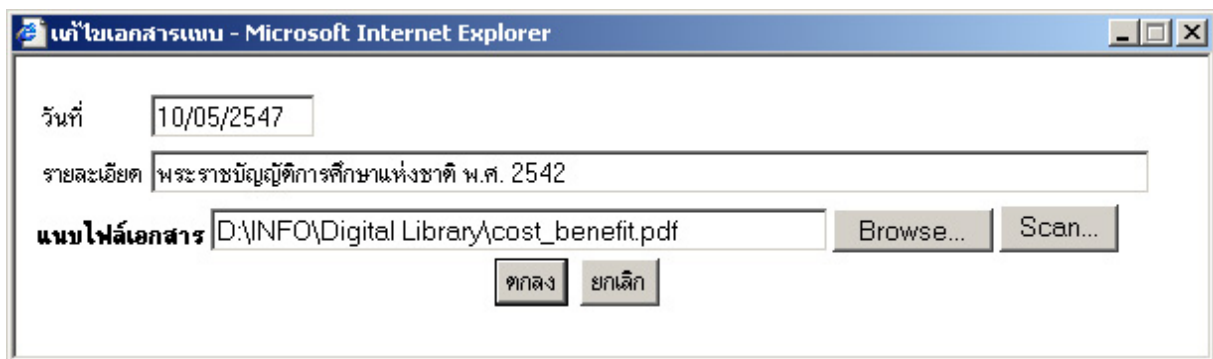 แก้ไขเอกสารแนบ - Microsoft Internet Explorer
วันที่ 10/05/2547
รายละเอียด พระราชบัญญัติการศึกษาแห่งชาติ พ.ศ. 2542
แนบไฟล์เอกสาร D:\INFO\Digital Library\cost_benefit.pdf Browse... Scan...
ตกลง ยกเลิก